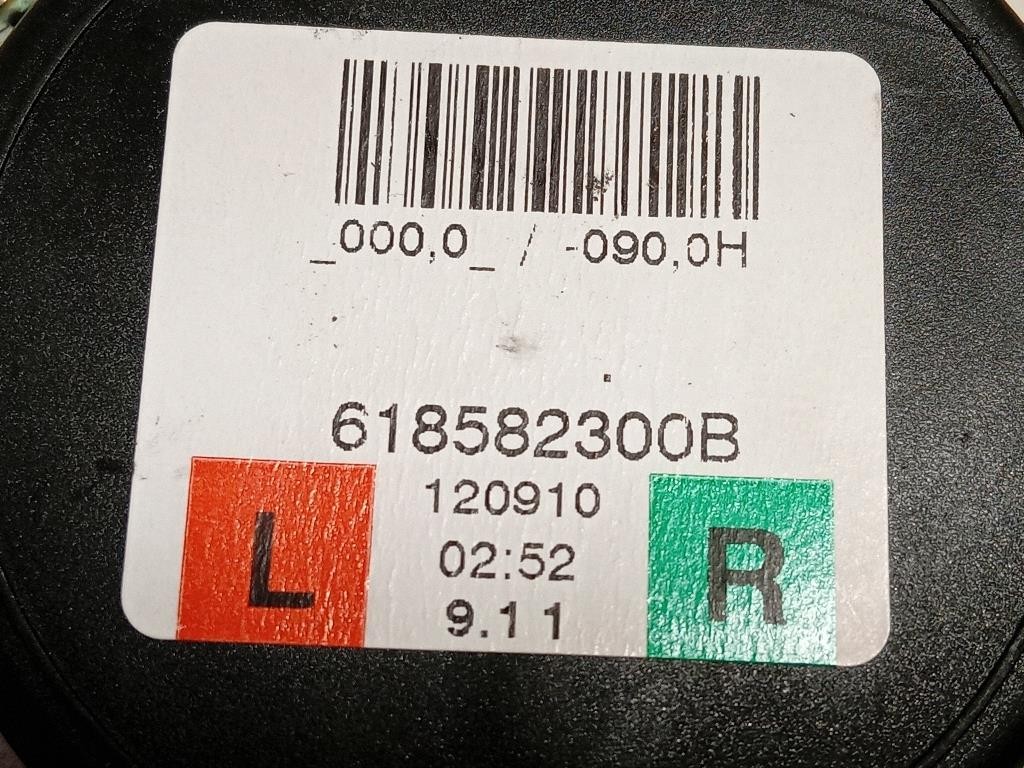 _000,0_ / -090,0H
618582300B
120910
L
02:52
R
9.11